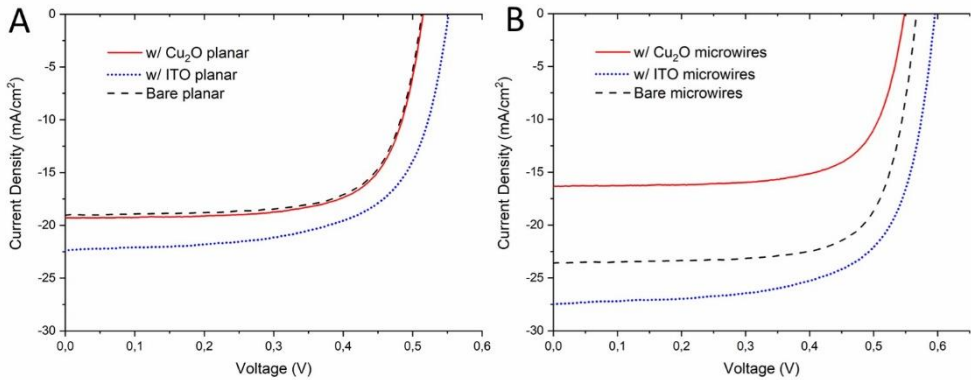 A
w/ Cu₂O planar
w/ ITO planar
Bare planar
Current Density (mA/cm²)
0
-5
-10
-15
-20
-25
-30
0,0
0,1
0,2
0,3
0,4
0,5
0,6
Voltage (V)
B
w/ Cu₂O microwires
w/ ITO microwires
Bare microwires
Current Density (mA/cm²)
0
-5
-10
-15
-20
-25
-30
0,0
0,1
0,2
0,3
0,4
0,5
0,6
Voltage (V)